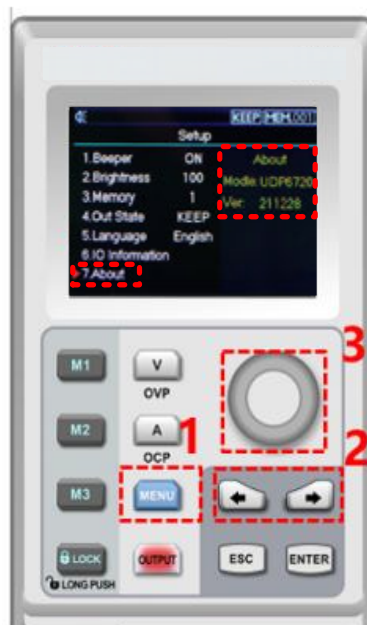 KEEP MEM:001
Setup
1.Beeper ON About
2.Brightness 100 Modle: UDP6720
3.Memory 1 Ver: 211228
4.Out State KEEP
5.Language English
6.IO Information
7.About
3
M1 V
OVP
M2 A 1
OCP 2
M3 MENU
LOCK OUTPUT ESC ENTER
LONG PUSH